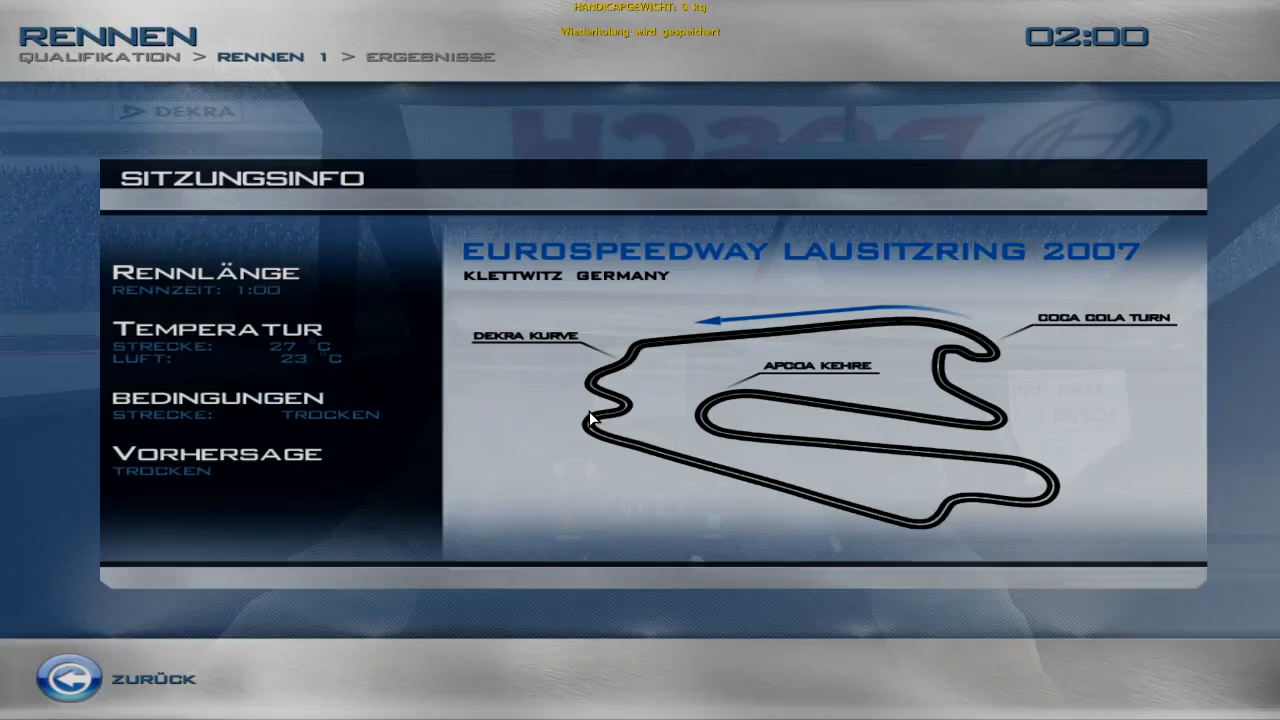 HANDICAPGEWICHT: 0 kg
Wiederholung wird gespeichert
RENNEN
02:00
QUALIFIKATION > RENNEN 1 > ERGEBNISSE
DEKRA
SITZUNGSINFO
EUROSPEEDWAY LAUSITZRING 2007
KLETTWITZ GERMANY
RENNLÄNGE
RENNZEIT: 1:00
TEMPERATUR
STRECKE: 27 °C
LUFT: 23 °C
BEDINGUNGEN
STRECKE: TROCKEN
VORHERSAGE
TROCKEN
COCA COLA TURN
DEKRA KURVE
APCOA KEHRE
ZURÜCK